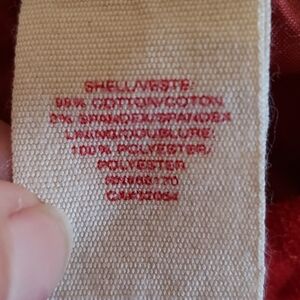 SHELL/VESTE:
98% COTTON/COTON
2% SPANDEX/SPANDEX
LINING/DOUBLURE:
100% POLYESTER/
POLYESTER